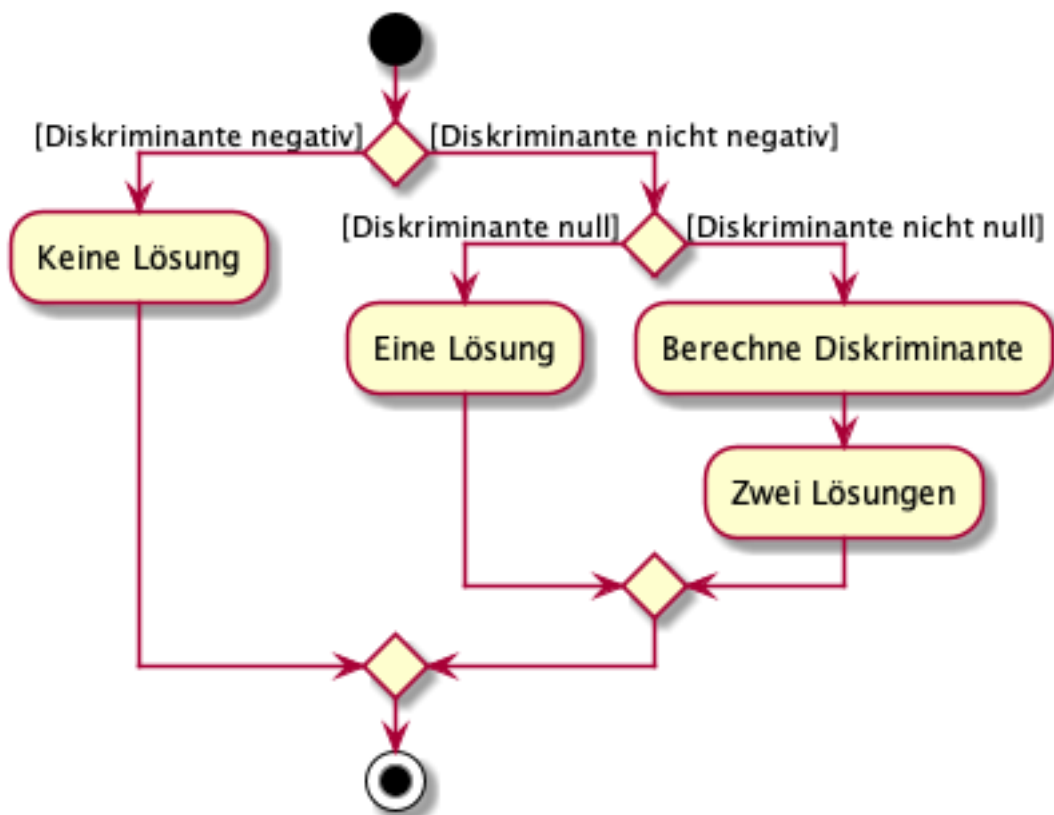 [Diskriminante negativ]
[Diskriminante nicht negativ]
Keine Lösung
[Diskriminante null]
[Diskriminante nicht null]
Eine Lösung
Berechne Diskriminante
Zwei Lösungen